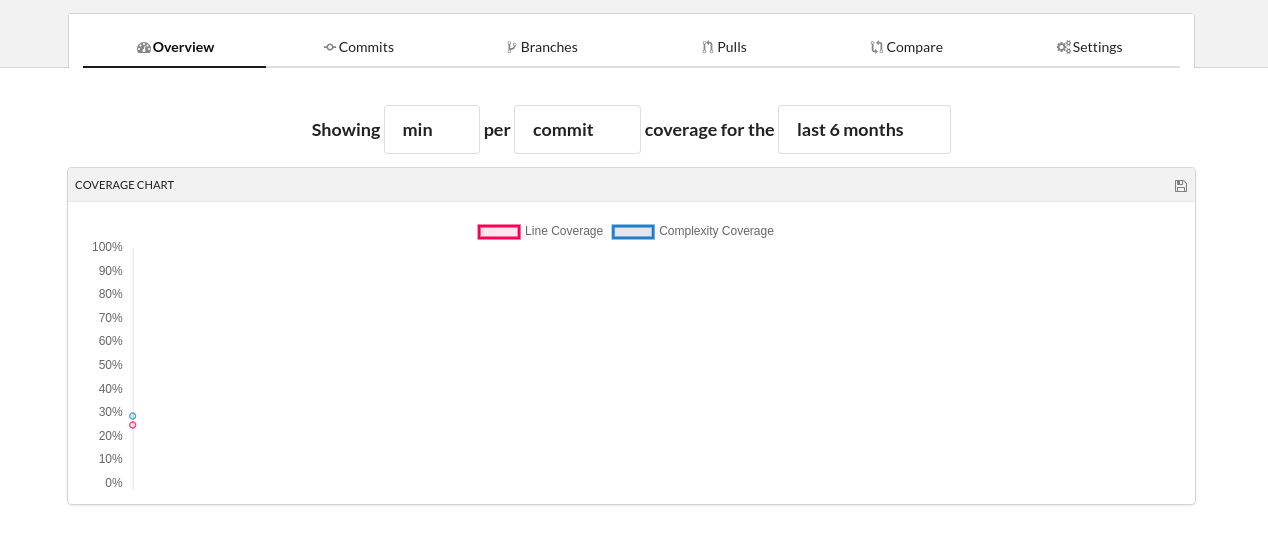 Overview Commits Branches Pulls Compare Settings
Showing min per commit coverage for the last 6 months
COVERAGE CHART
Line Coverage Complexity Coverage
100%
90%
80%
70%
60%
50%
40%
30%
20%
10%
0%